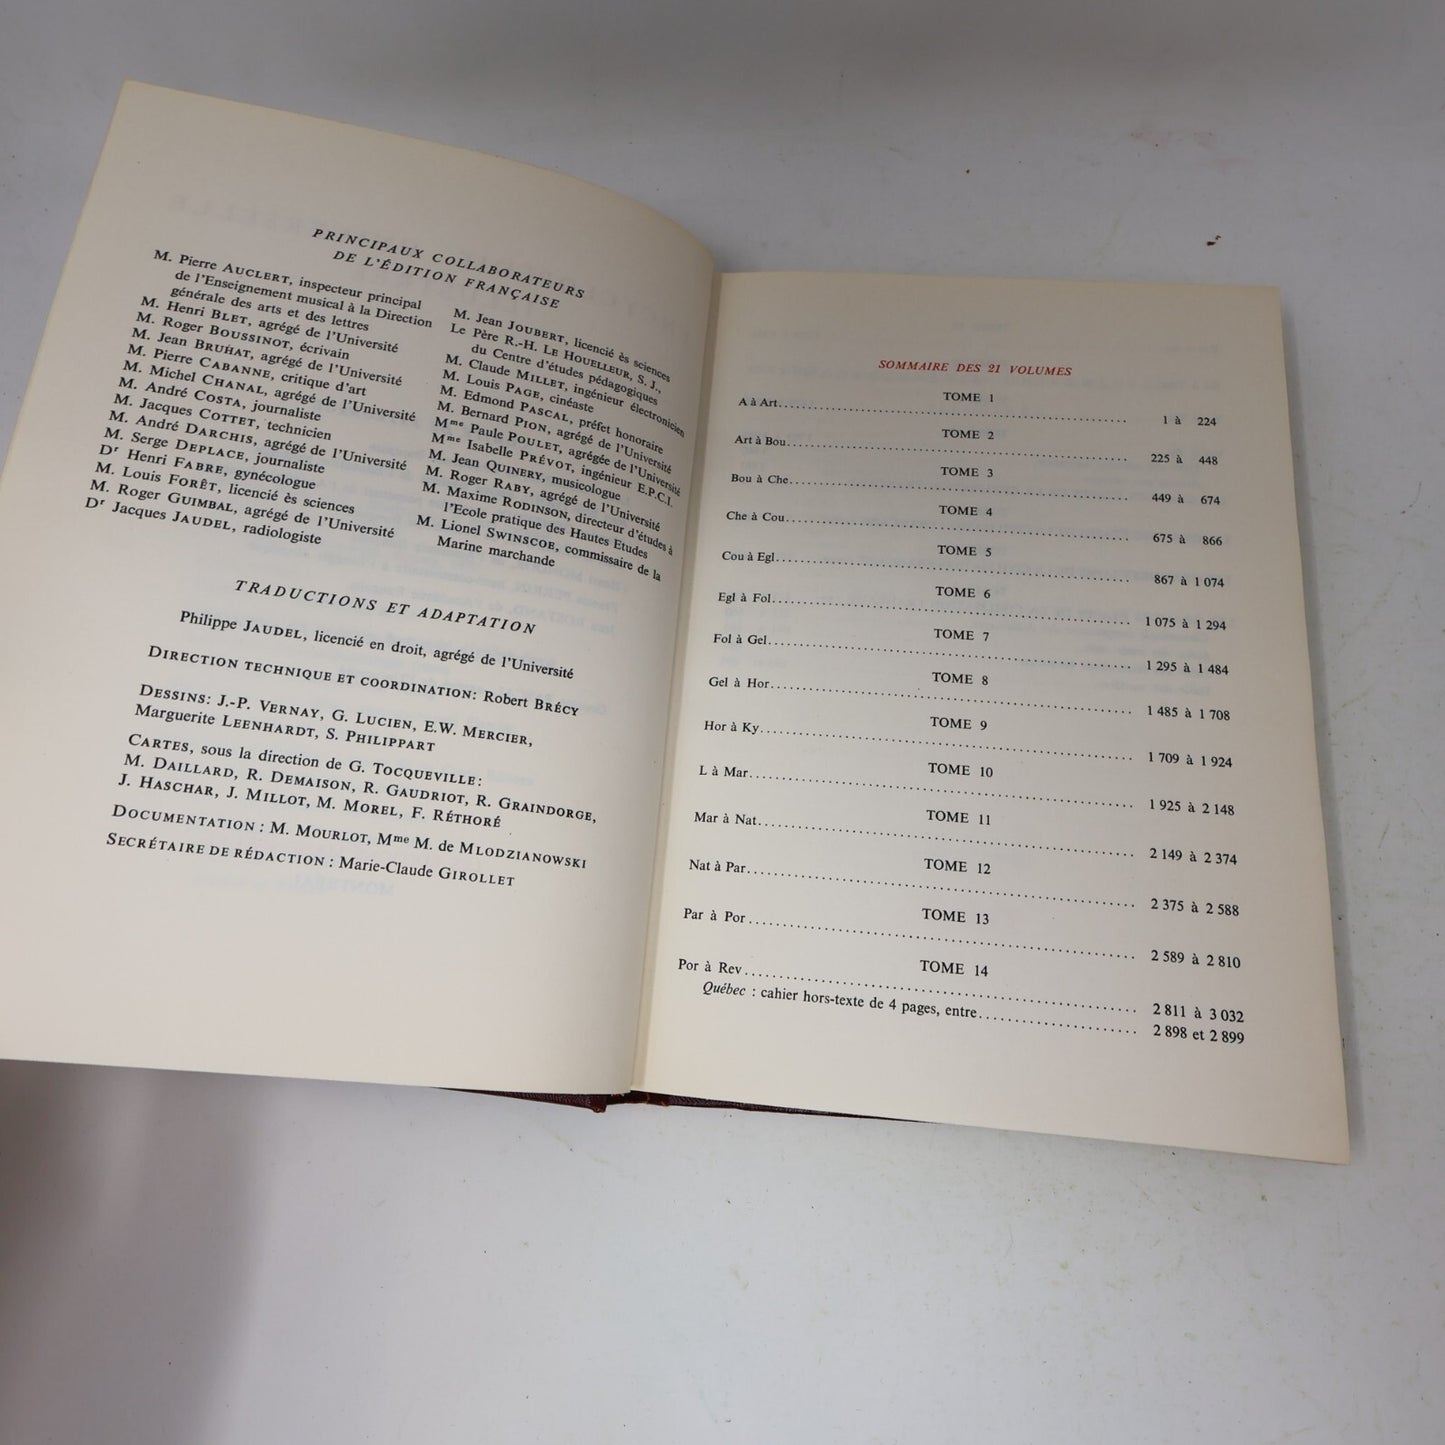 PRINCIPAUX COLLABORATEURS
DE L'ÉDITION FRANÇAISE
M. Pierre AUCLERT, inspecteur principal
de l'Enseignement musical à la Direction
générale des arts et des lettres
M. Henri BLET, agrégé de l'Université
M. Roger BOUSSINOT, écrivain
M. Jean BRUHAT, agrégé de l'Université
M. Pierre CABANNE, critique d'art
M. Michel CHANAL, agrégé de l'Université
M. André COSTA, journaliste
M. Jacques COTTET, technicien
M. André DARCHIS, agrégé de l'Université
M. Serge DEPLACE, journaliste
Dr Henri FABRE, gynécologue
M. Louis FORÊT, licencié ès sciences
M. Roger GUIMBAL, agrégé de l'Université
Dr Jacques JAUDEL, radiologiste
M. Jean JOUBERT, licencié ès sciences
Le Père R.-H. LE HOUELLEUR, S. J.,
du Centre d'études pédagogiques
M. Claude MILLET, ingénieur électronicien
M. Louis PAGE, cinéaste
M. Edmond PASCAL, préfet honoraire
M. Bernard PION, agrégé de l'Université
Mme Paule POULET, agrégée de l'Université
Mme Isabelle PRÉVOT, ingénieur E.P.C.I.
M. Jean QUINERY, musicologue
M. Roger RABY, agrégé de l'Université
M. Maxime RODINSON, directeur d'études à
l'Ecole pratique des Hautes Etudes
M. Lionel SWINSCOE, commissaire de la
Marine marchande
TRADUCTIONS ET ADAPTATION
Philippe JAUDEL, licencié en droit, agrégé de l'Université
DIRECTION TECHNIQUE ET COORDINATION: Robert BRÉCY
DESSINS: J.-P. VERNAY, G. LUCIEN, E.W. MERCIER,
Marguerite LEENHARDT, S. PHILIPPART
CARTES, sous la direction de G. TOCQUEVILLE:
M. DAILLARD, R. DEMAISON, R. GAUDRIOT, R. GRAINDORGE,
J. HASCHAR, J. MILLOT, M. MOREL, F. RÉTHORÉ
DOCUMENTATION: M. MOURLOT, Mme M. de MLODZIANOWSKI
SECRÉTAIRE DE RÉDACTION: Marie-Claude GIROLLET
SOMMAIRE DES 21 VOLUMES
TOME 1
A à Art........ 1 à 224
TOME 2
Art à Bou........ 225 à 448
TOME 3
Bou à Che........ 449 à 674
TOME 4
Che à Cou........ 675 à 866
TOME 5
Cou à Egl........ 867 à 1 074
TOME 6
Egl à Fol........ 1 075 à 1 294
TOME 7
Fol à Gel........ 1 295 à 1 484
TOME 8
Gel à Hor........ 1 485 à 1 708
TOME 9
Hor à Ky........ 1 709 à 1 924
TOME 10
L à Mar........ 1 925 à 2 148
TOME 11
Mar à Nat........ 2 149 à 2 374
TOME 12
Nat à Par........ 2 375 à 2 588
TOME 13
Par à Por........ 2 589 à 2 810
TOME 14
Por à Rev........ 2 811 à 3 032
Québec : cahier hors-texte de 4 pages, entre........ 2 898 et 2 899